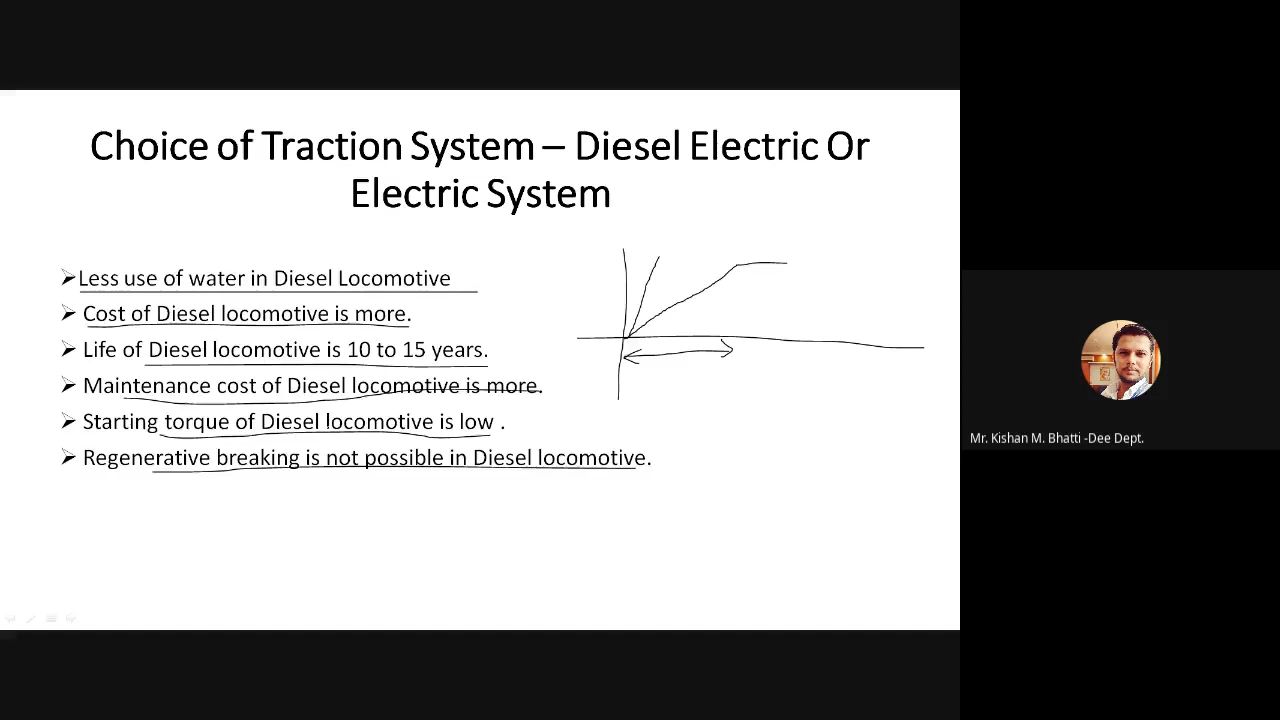 Choice of Traction System – Diesel Electric Or
Electric System
➢Less use of water in Diesel Locomotive
➢ Cost of Diesel locomotive is more.
➢ Life of Diesel locomotive is 10 to 15 years.
➢ Maintenance cost of Diesel locomotive is more.
➢ Starting torque of Diesel locomotive is low .
➢ Regenerative breaking is not possible in Diesel locomotive.
Mr. Kishan M. Bhatti -Dee Dept.